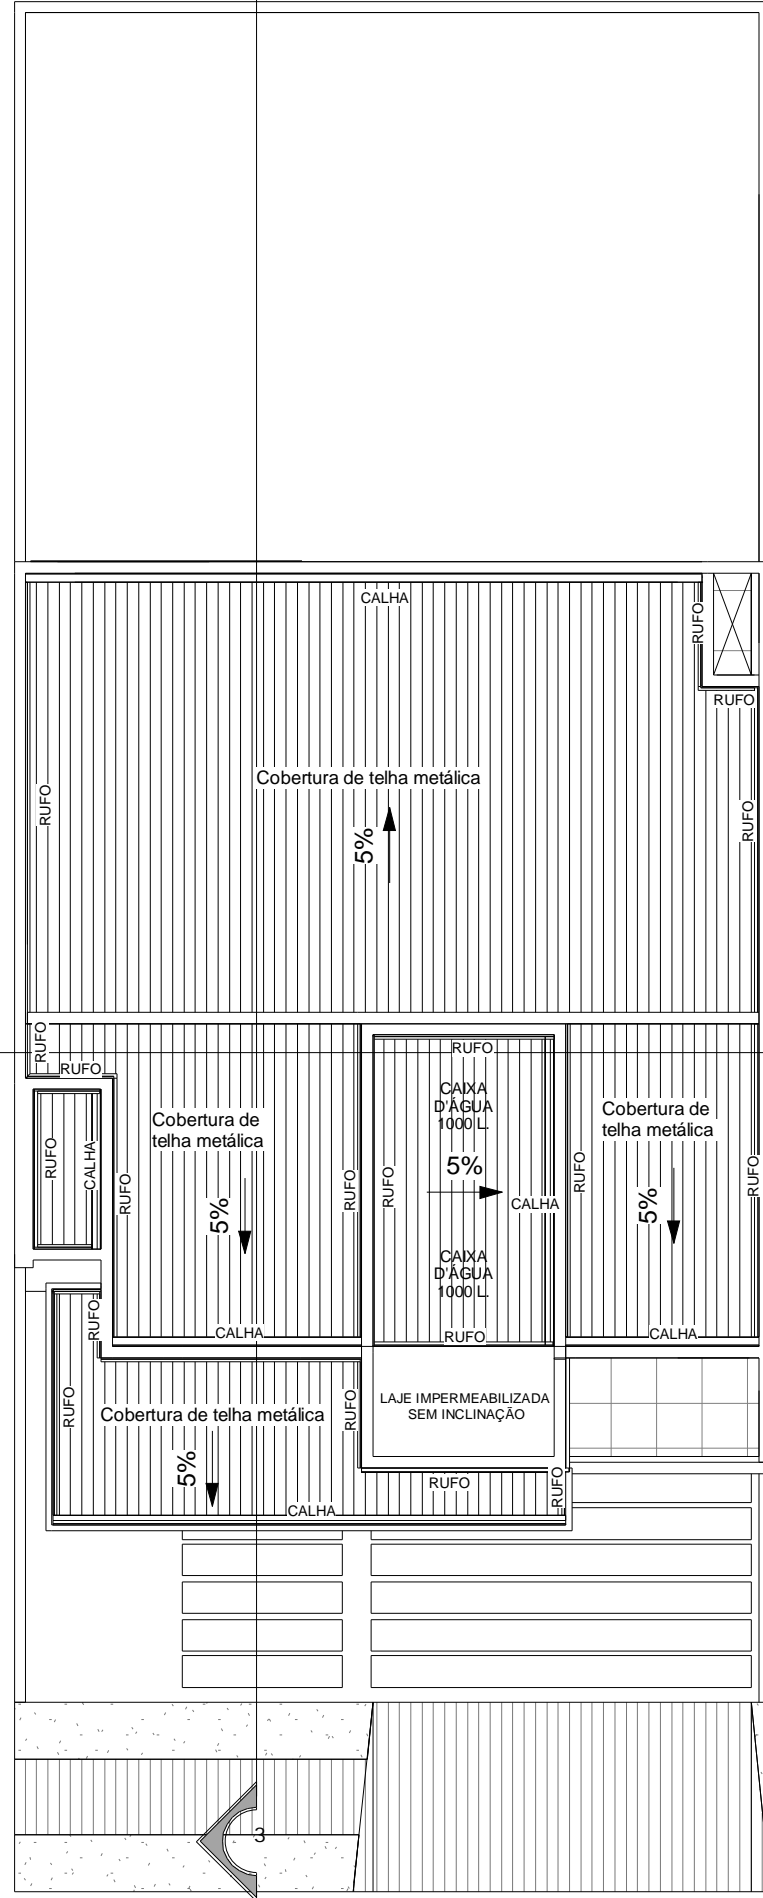 CALHA
RUFO
RUFO
Cobertura de telha metálica
RUFO
RUFO
5%
RUFO
RUFO
RUFO
CAIXA
D'ÁGUA
1000 L.
Cobertura de
telha metálica
Cobertura de
telha metálica
RUFO
CALHA
RUFO
5%
RUFO
RUFO
5%
CALHA
RUFO
5%
RUFO
CAIXA
D'ÁGUA
1000 L.
RUFO
CALHA
RUFO
CALHA
RUFO
Cobertura de telha metálica
RUFO
LAJE IMPERMEABILIZADA
SEM INCLINAÇÃO
5%
RUFO
RUFO
CALHA
3